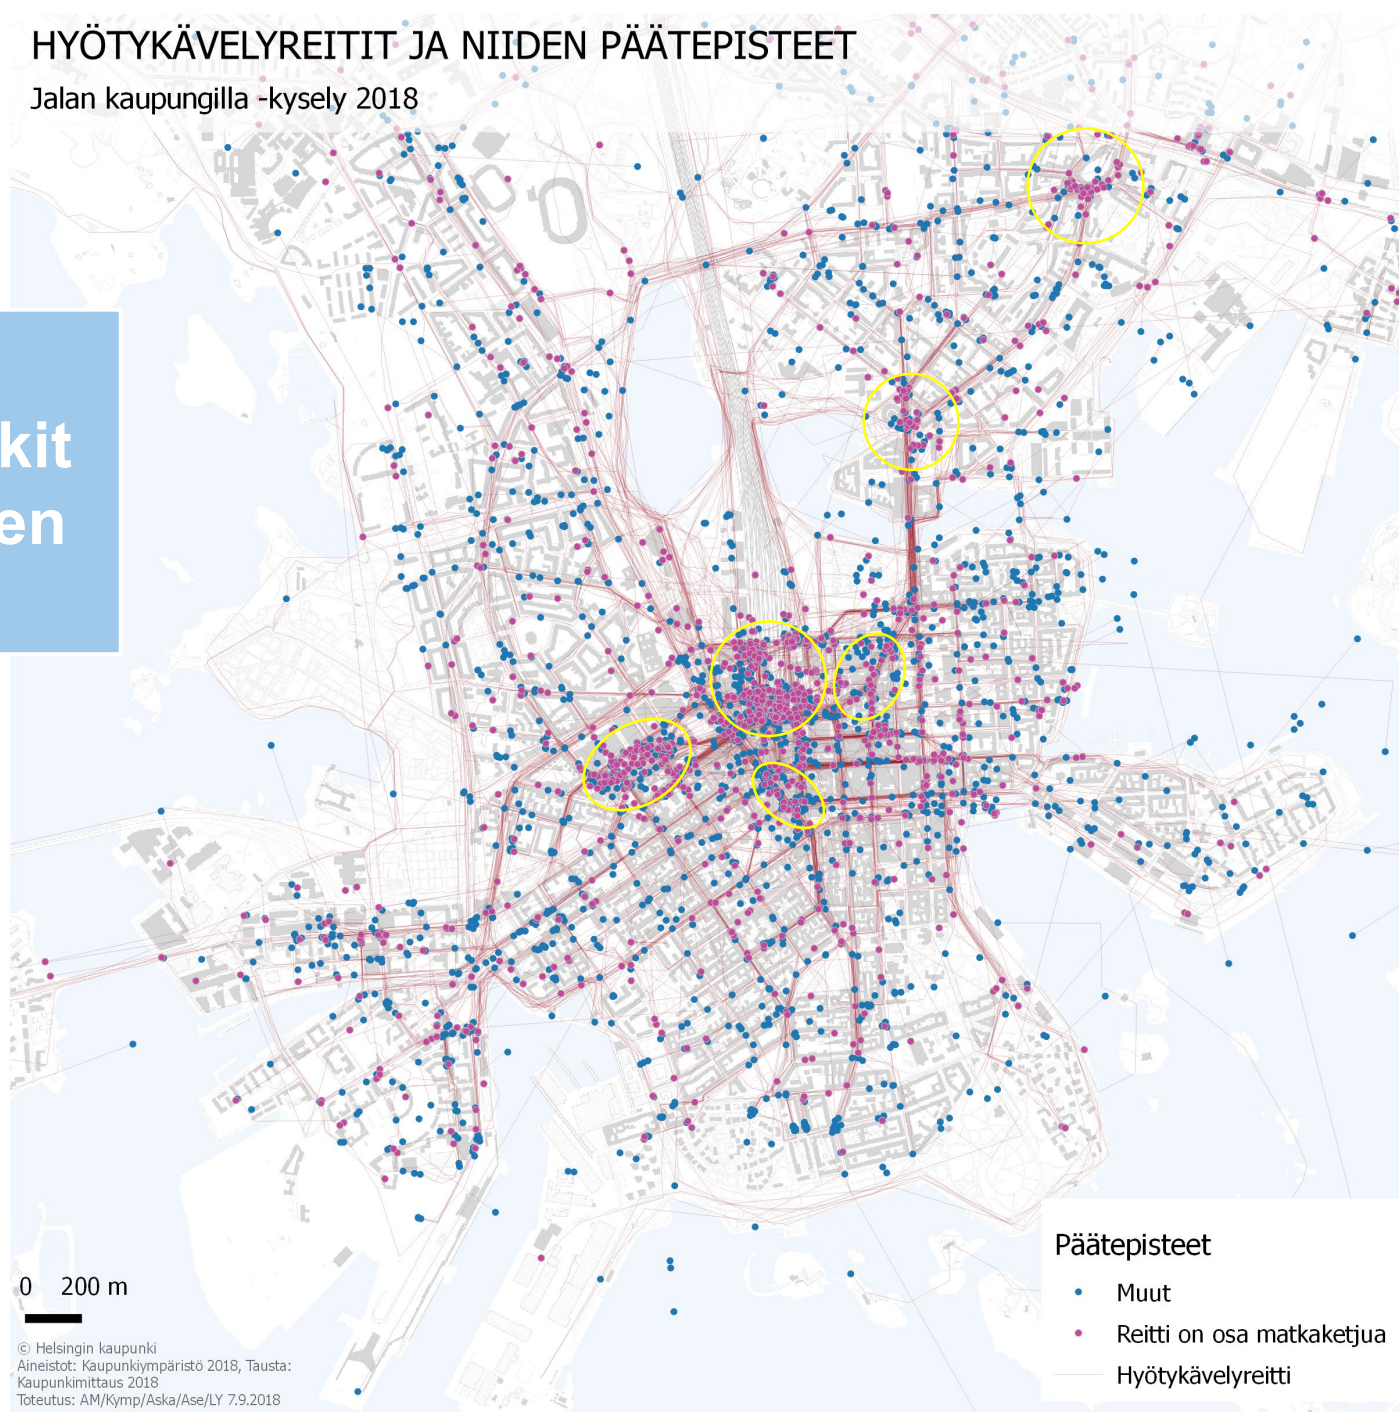 HYÖTYKÄVELYREITIT JA NIIDEN PÄÄTEPISTEET
Jalan kaupungilla -kysely 2018
kit
en
Päätepisteet
Muut
Reitti on osa matkaketjua
Hyötykävelyreitti
0 200 m
© Helsingin kaupunki
Aineistot: Kaupunkiympäristö 2018, Tausta:
Kaupunkimittaus 2018
Toteutus: AM/Kymp/Aska/Ase/LY 7.9.2018